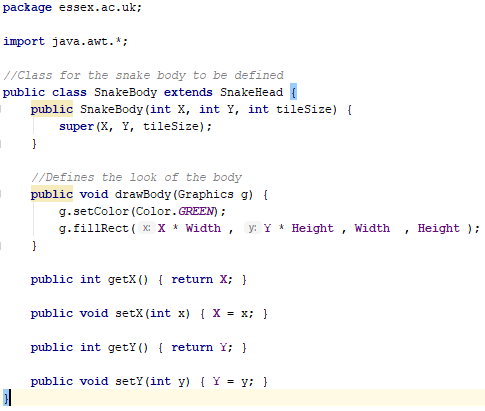 package essex.ac.uk;
import java.awt.*;
//Class for the snake body to be defined
public class SnakeBody extends SnakeHead {
public SnakeBody(int X, int Y, int tileSize) {
super(X, Y, tileSize);
}
//Defines the look of the body
public void drawBody(Graphics g) {
g.setColor(Color.GREEN);
g.fillRect( x: X * Width , y: Y * Height , Width , Height );
}
public int getX() { return X; }
public void setX(int x) { X = x; }
public int getY() { return Y; }
public void setY(int y) { Y = y; }
}